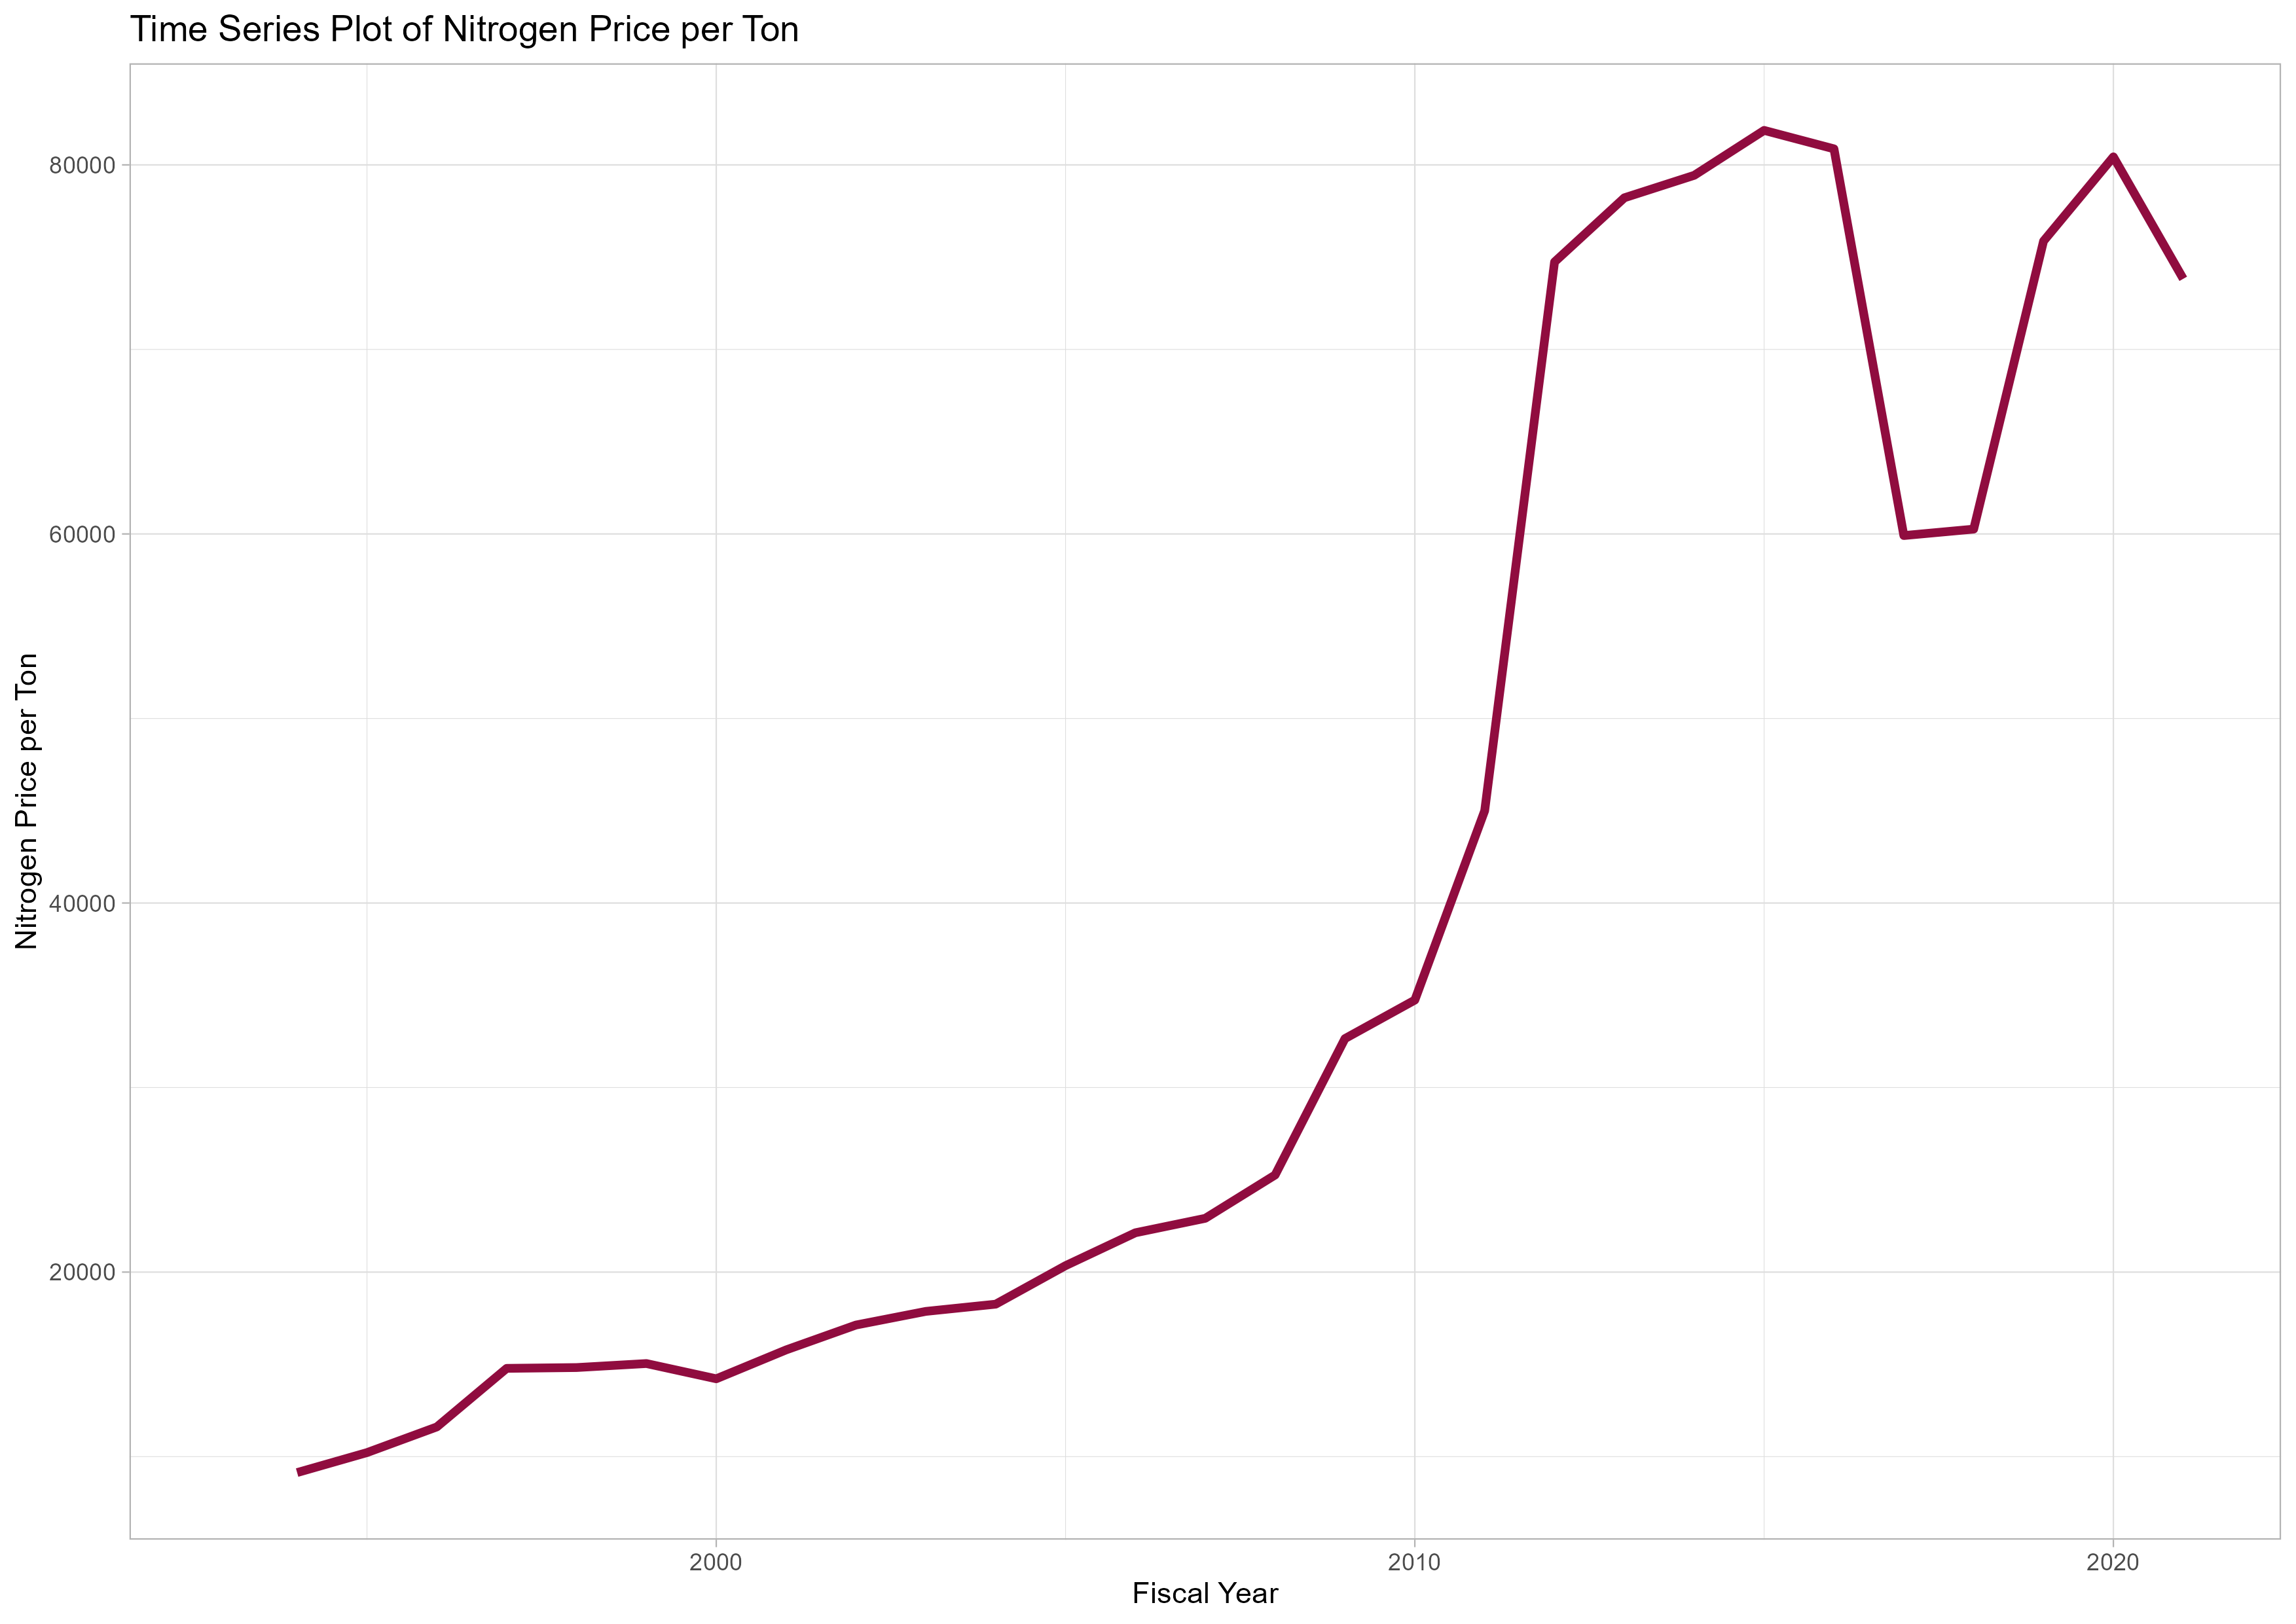 Time Series Plot of Nitrogen Price per Ton
80000
60000
40000
20000
Nitrogen Price per Ton
2000
2010
2020
Fiscal Year